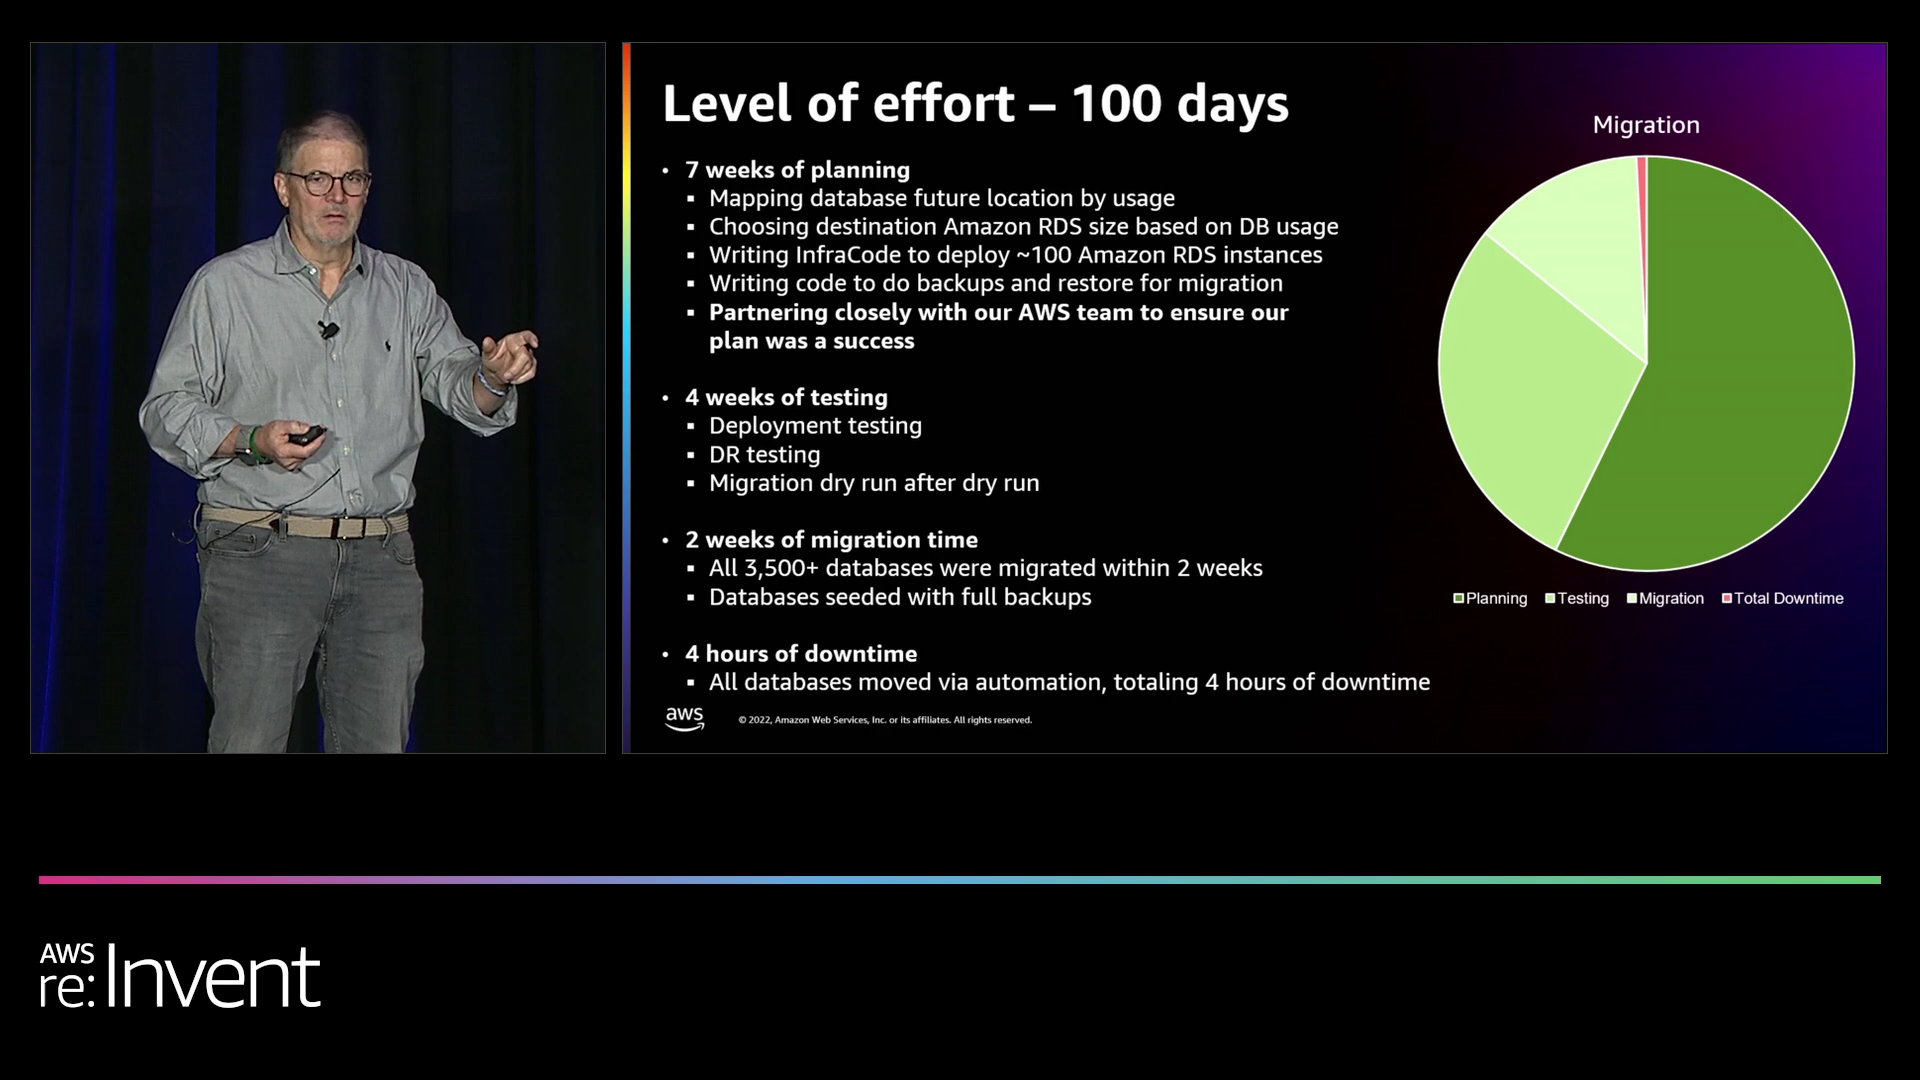 Level of effort – 100 days
• 7 weeks of planning
▪ Mapping database future location by usage
▪ Choosing destination Amazon RDS size based on DB usage
▪ Writing InfraCode to deploy ~100 Amazon RDS instances
▪ Writing code to do backups and restore for migration
▪ Partnering closely with our AWS team to ensure our
plan was a success
• 4 weeks of testing
▪ Deployment testing
▪ DR testing
▪ Migration dry run after dry run
• 2 weeks of migration time
▪ All 3,500+ databases were migrated within 2 weeks
▪ Databases seeded with full backups
• 4 hours of downtime
▪ All databases moved via automation, totaling 4 hours of downtime
Migration
Planning Testing Migration Total Downtime
aws © 2022, Amazon Web Services, Inc. or its affiliates. All rights reserved.
AWS
re:Invent